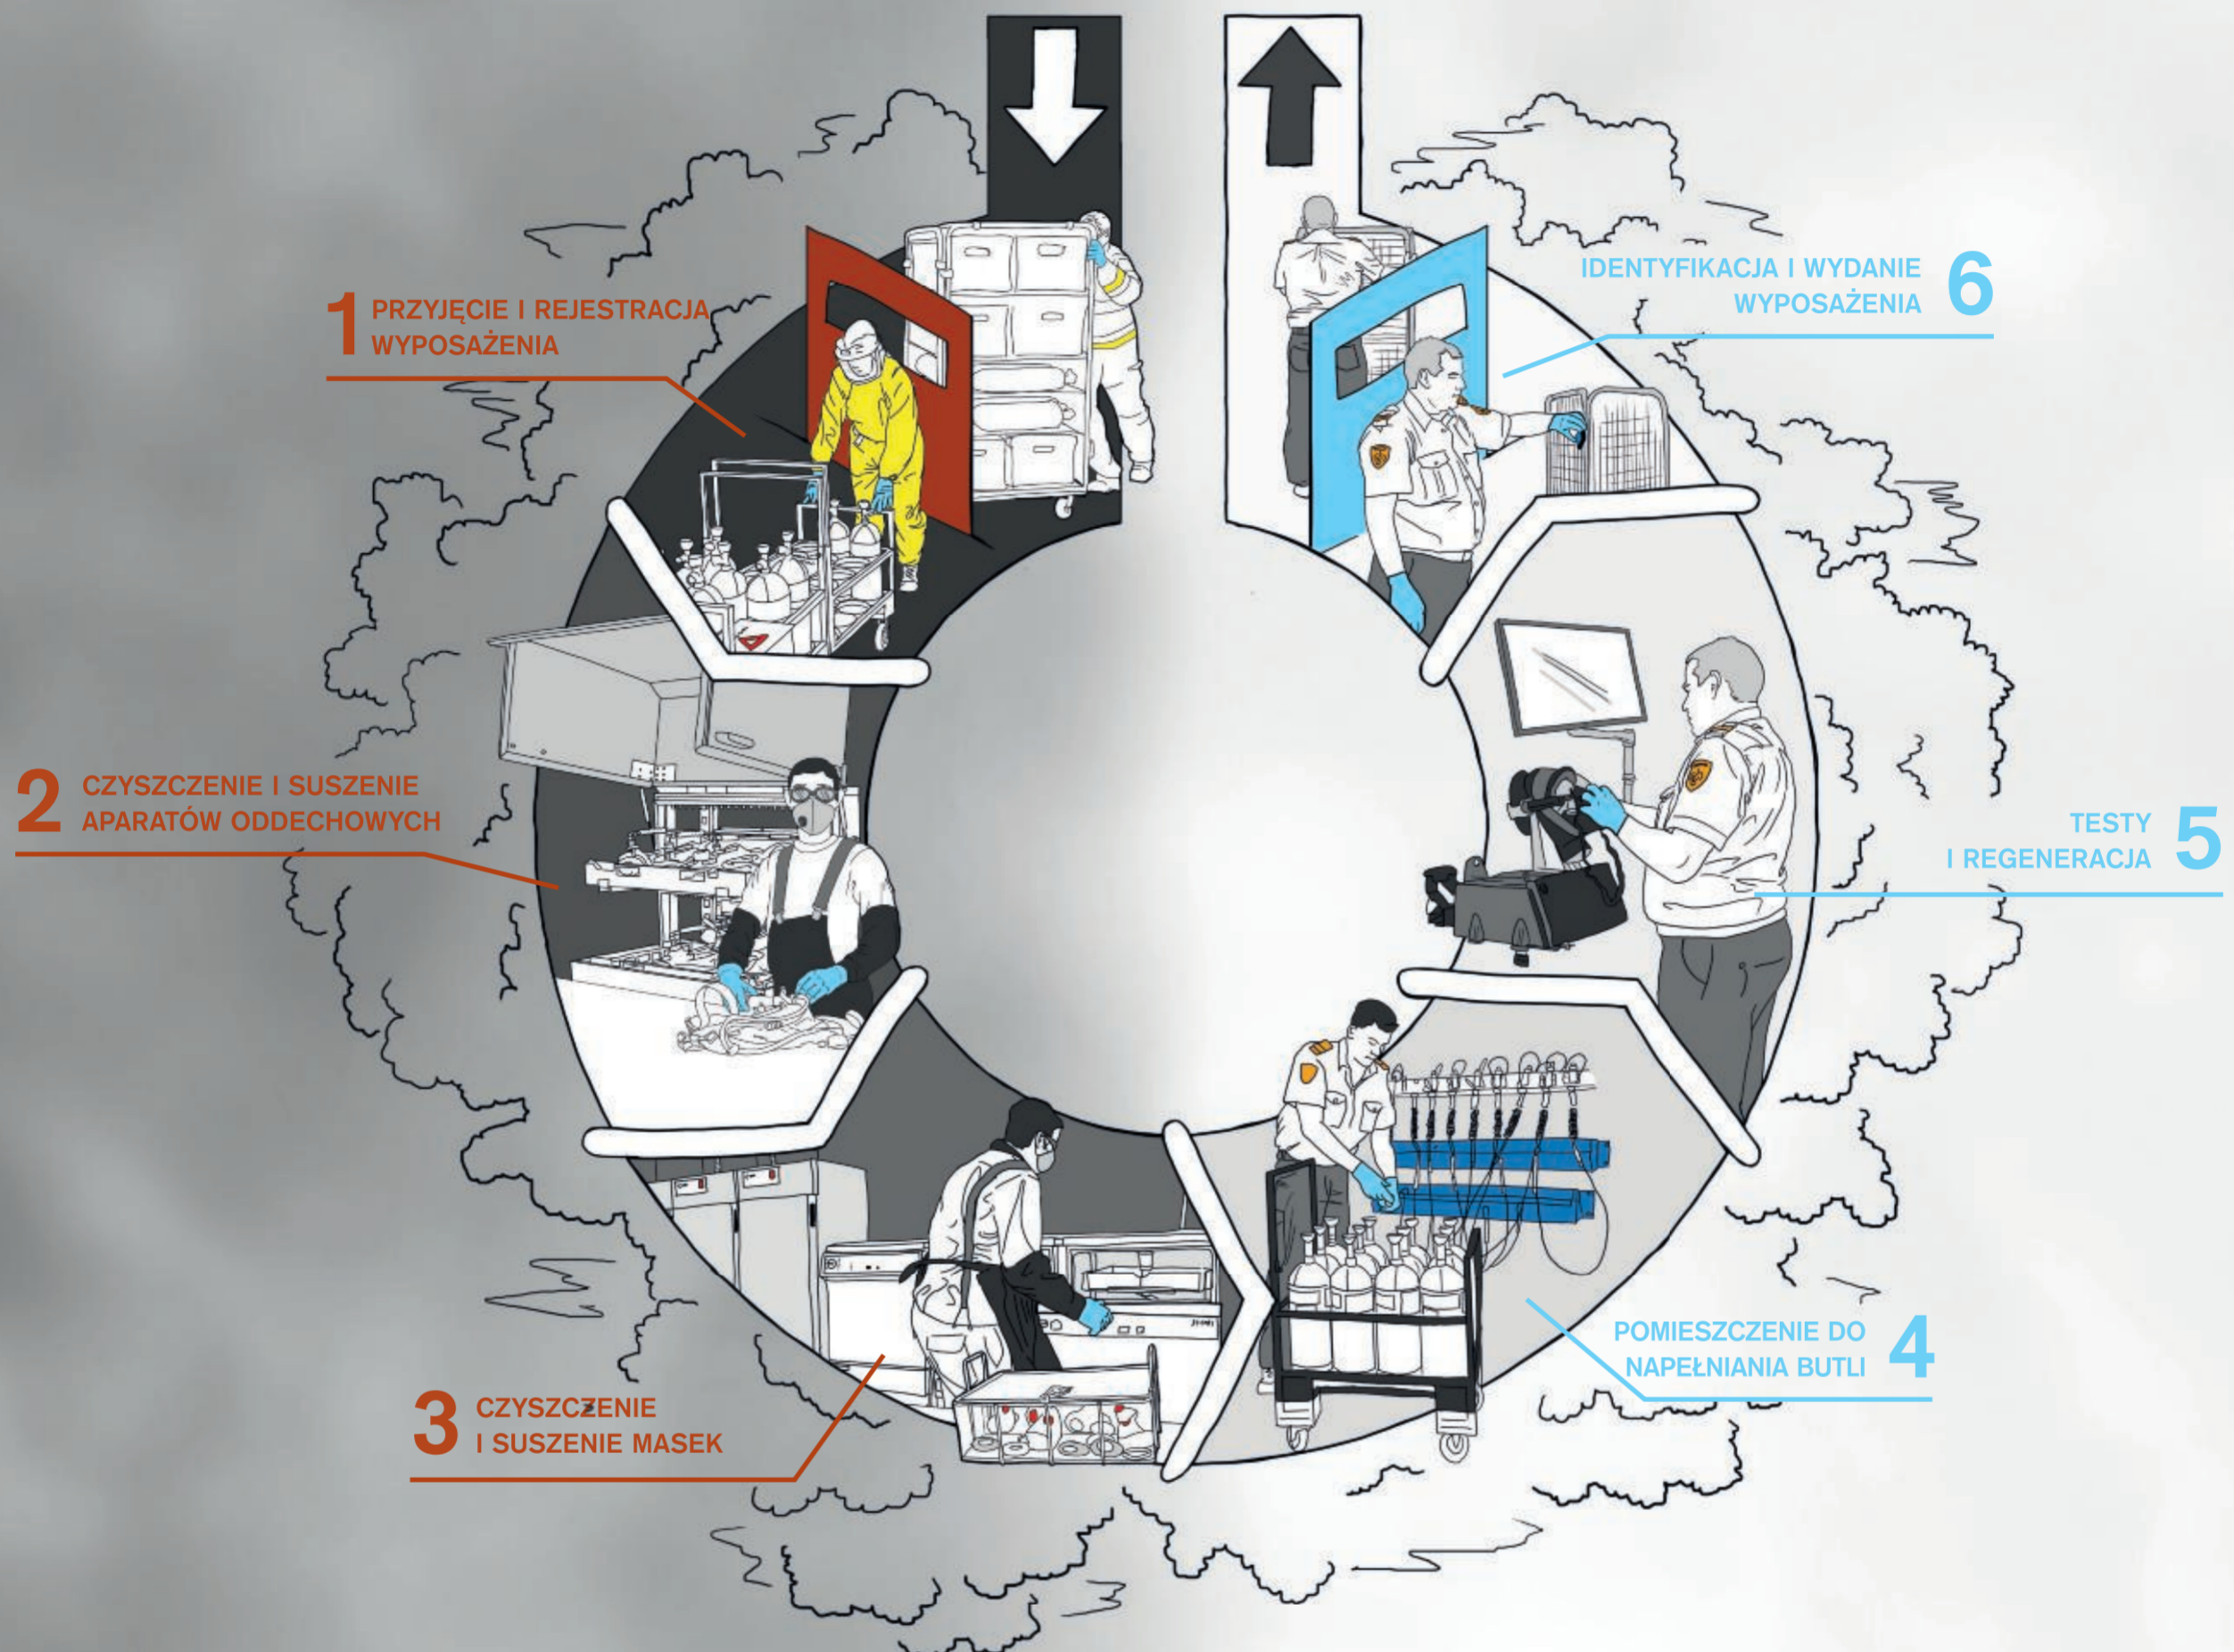 1
PRZYJĘCIE I REJESTRACJA
WYPOSAŻENIA
2
CZYSZCZENIE I SUSZENIE
APARATÓW ODDECHOWYCH
3
CZYSZCZENIE
I SUSZENIE MASEK
4
POMIESZCZENIE DO
NAPEŁNIANIA BUTLI
5
TESTY
I REGENERACJA
6
IDENTYFIKACJA I WYDANIE
WYPOSAŻENIA